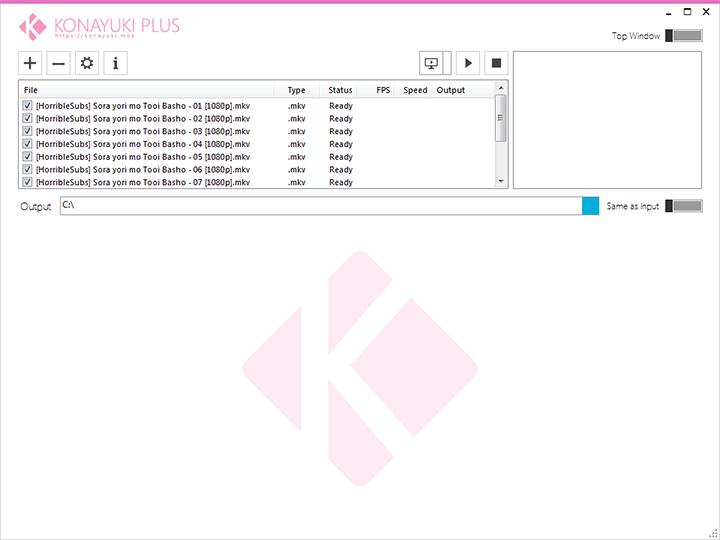 KONAYUKI PLUS
https://konayuki.moe
Top Window
File Type Status FPS Speed Output
[HorribleSubs] Sora yori mo Tooi Basho - 01 [1080p].mkv .mkv Ready
[HorribleSubs] Sora yori mo Tooi Basho - 02 [1080p].mkv .mkv Ready
[HorribleSubs] Sora yori mo Tooi Basho - 03 [1080p].mkv .mkv Ready
[HorribleSubs] Sora yori mo Tooi Basho - 04 [1080p].mkv .mkv Ready
[HorribleSubs] Sora yori mo Tooi Basho - 05 [1080p].mkv .mkv Ready
[HorribleSubs] Sora yori mo Tooi Basho - 06 [1080p].mkv .mkv Ready
[HorribleSubs] Sora yori mo Tooi Basho - 07 [1080p].mkv .mkv Ready
Output C:\ Same as input